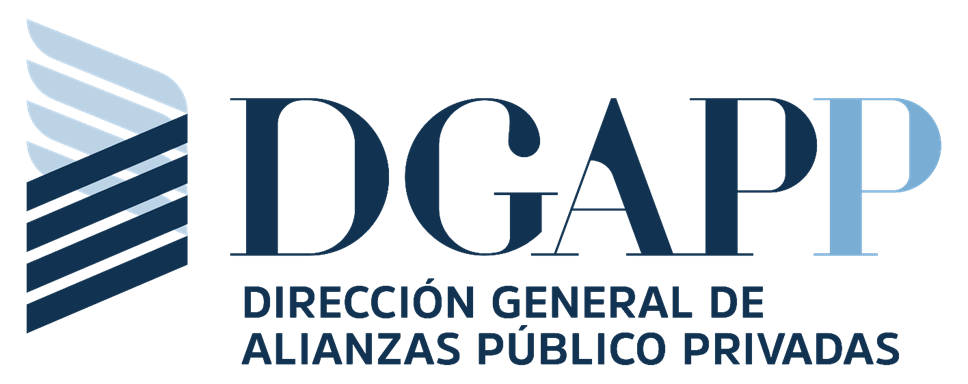 DGAPP
DIRECCIÓN GENERAL DE
ALIANZAS PÚBLICO PRIVADAS